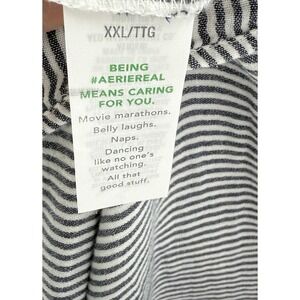 XXL/TTG
BEING
#AERIEREAL
MEANS CARING
FOR YOU.
Movie marathons.
Belly laughs.
Naps.
Dancing
like no one's
watching.
All that
good stuff.